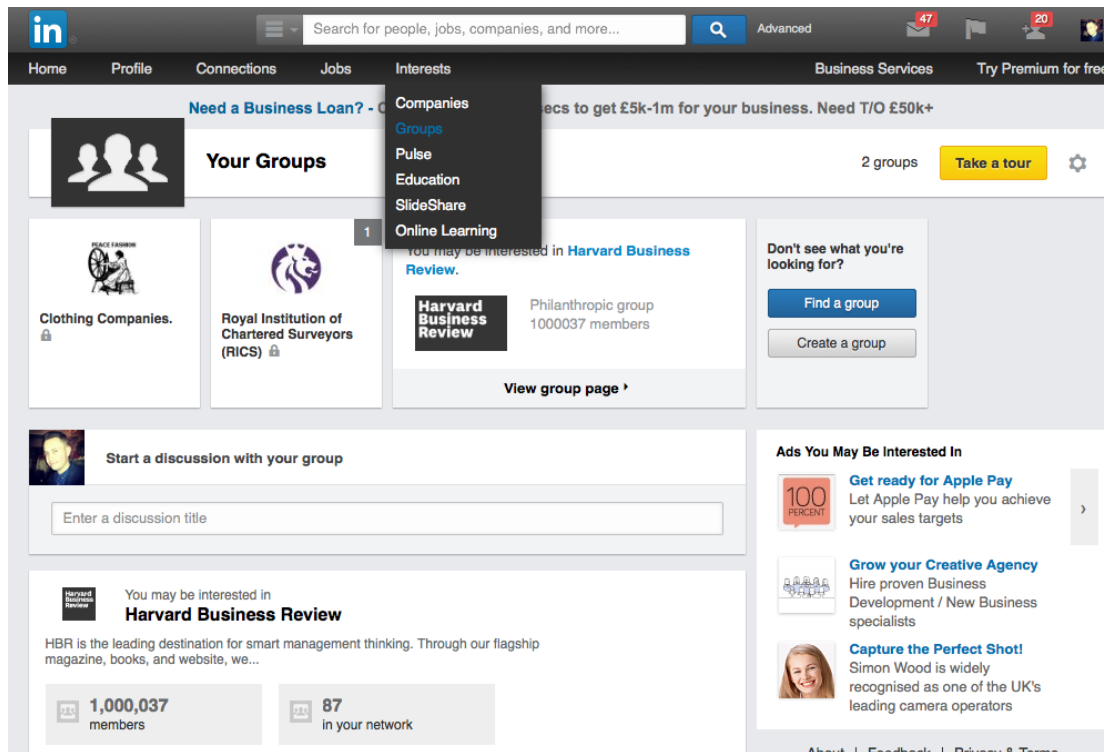 in
Search for people, jobs, companies, and more...
Advanced
47
20
Home Profile Connections Jobs Interests Business Services Try Premium for free
Need a Business Loan? - ecs to get £5k-1m for your business. Need T/O £50k+
Companies
Groups
Pulse
Education
SlideShare
Online Learning
Your Groups
2 groups
Take a tour
PEACE FASHION
Clothing Companies.
1
Royal Institution of
Chartered Surveyors
(RICS)
You may be interested in Harvard Business
Review.
Harvard
Business
Review
Philanthropic group
1000037 members
View group page
Don't see what you're
looking for?
Find a group
Create a group
Start a discussion with your group
Enter a discussion title
Ads You May Be Interested In
100
PERCENT
Get ready for Apple Pay
Let Apple Pay help you achieve
your sales targets
Grow your Creative Agency
Hire proven Business
Development / New Business
specialists
Capture the Perfect Shot!
Simon Wood is widely
recognised as one of the UK's
leading camera operators
Harvard
Business
Review
You may be interested in
Harvard Business Review
HBR is the leading destination for smart management thinking. Through our flagship
magazine, books, and website, we...
1,000,037
members
87
in your network
About | Feedback | Privacy & Terms